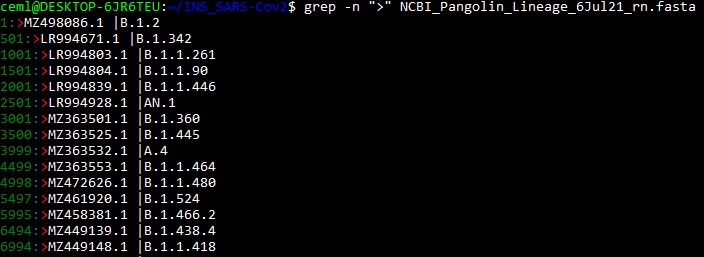 ceml@DESKTOP-6JR6TEU:~/INS_SARS-Cov2$ grep -n ">" NCBI_Pangolin_Lineage_6Jul21_rn.fasta
1:>MZ498086.1 |B.1.2
501:>LR994671.1 |B.1.342
1001:>LR994803.1 |B.1.1.261
1501:>LR994804.1 |B.1.1.90
2001:>LR994839.1 |B.1.1.446
2501:>LR994928.1 |AN.1
3001:>MZ363501.1 |B.1.360
3500:>MZ363525.1 |B.1.445
3999:>MZ363532.1 |A.4
4499:>MZ363553.1 |B.1.1.464
4998:>MZ472626.1 |B.1.1.480
5497:>MZ461920.1 |B.1.524
5995:>MZ458381.1 |B.1.466.2
6494:>MZ449139.1 |B.1.438.4
6994:>MZ449148.1 |B.1.1.418